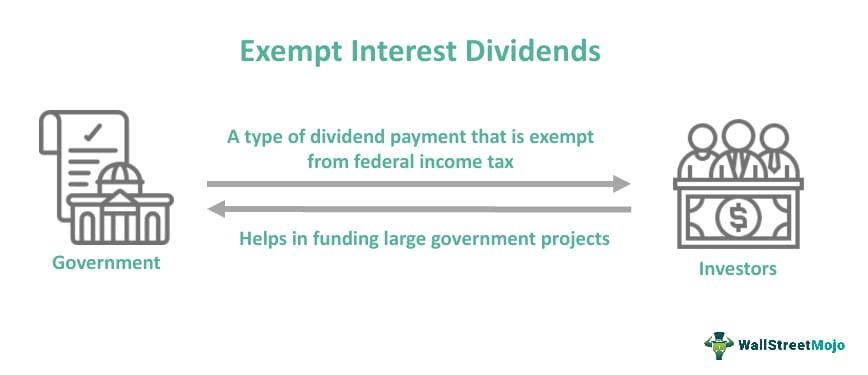 Exempt Interest Dividends
A type of dividend payment that is exempt
from federal income tax
Helps in funding large government projects
Government
Investors
$
WallStreetMojo